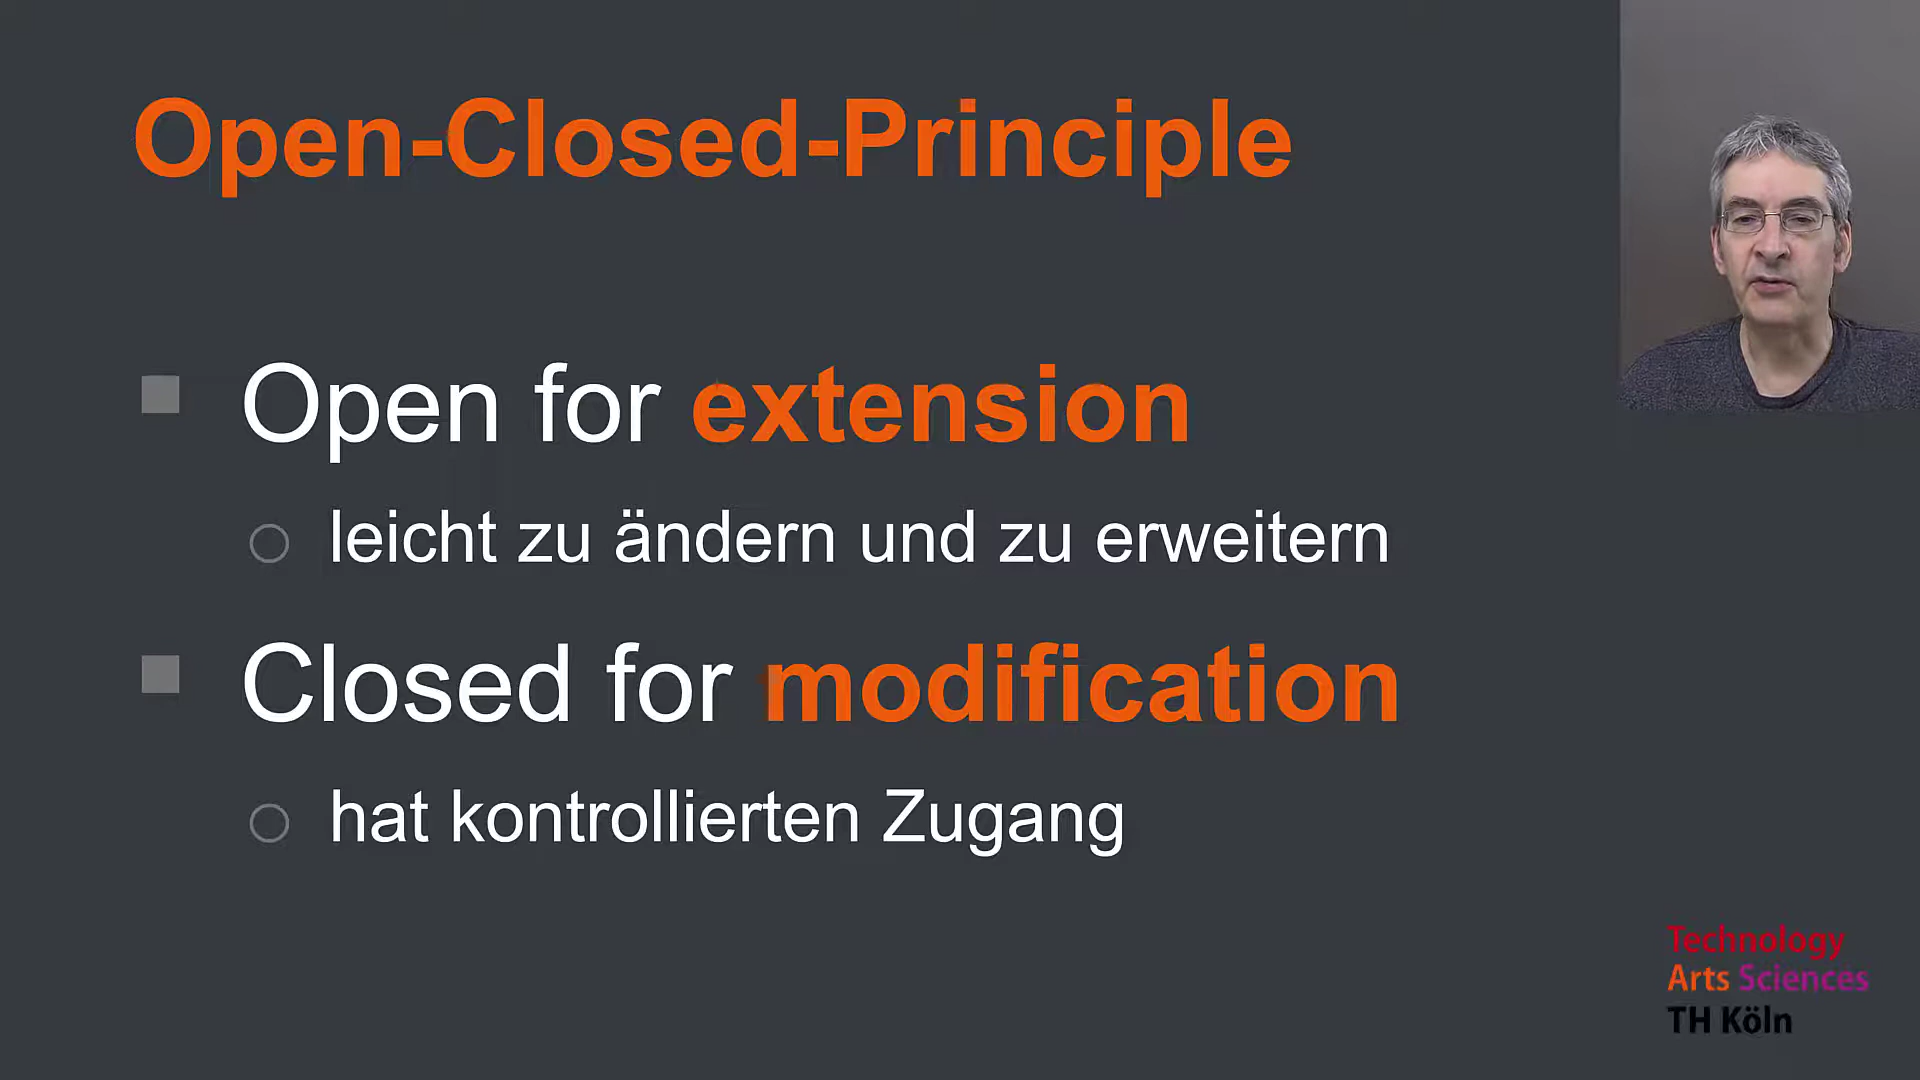 Open-Closed-Principle
Open for extension
leicht zu ändern und zu erweitern
Closed for modification
hat kontrollierten Zugang
Technology
Arts Sciences
TH Köln